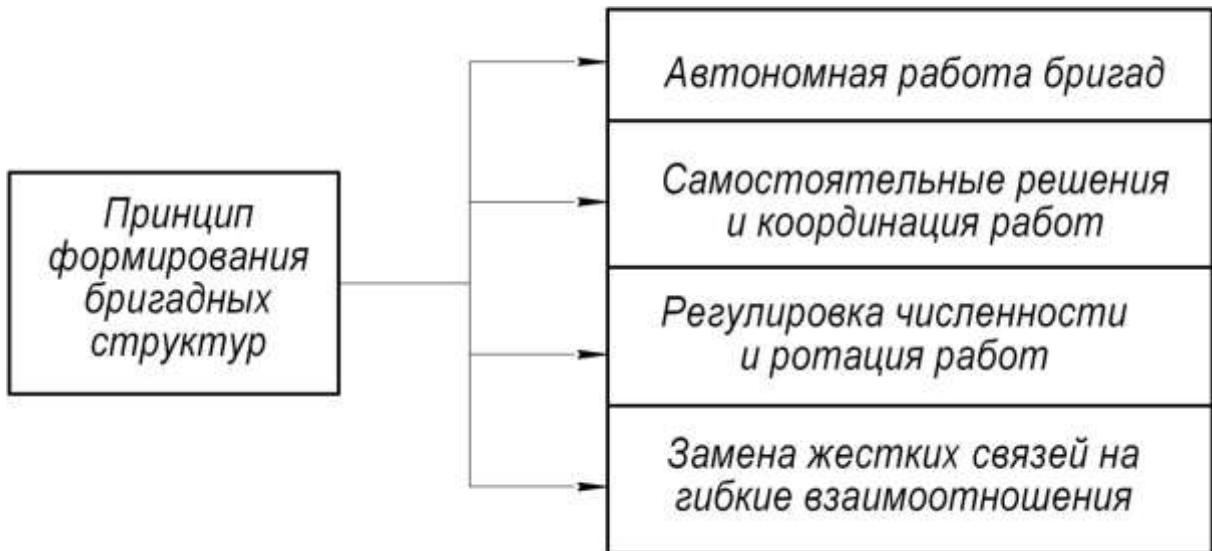 Принцип
формирования
бригадных
структур
Автономная работа бригад
Самостоятельные решения
и координация работ
Регулировка численности
и ротация работ
Замена жестких связей на
гибкие взаимоотношения